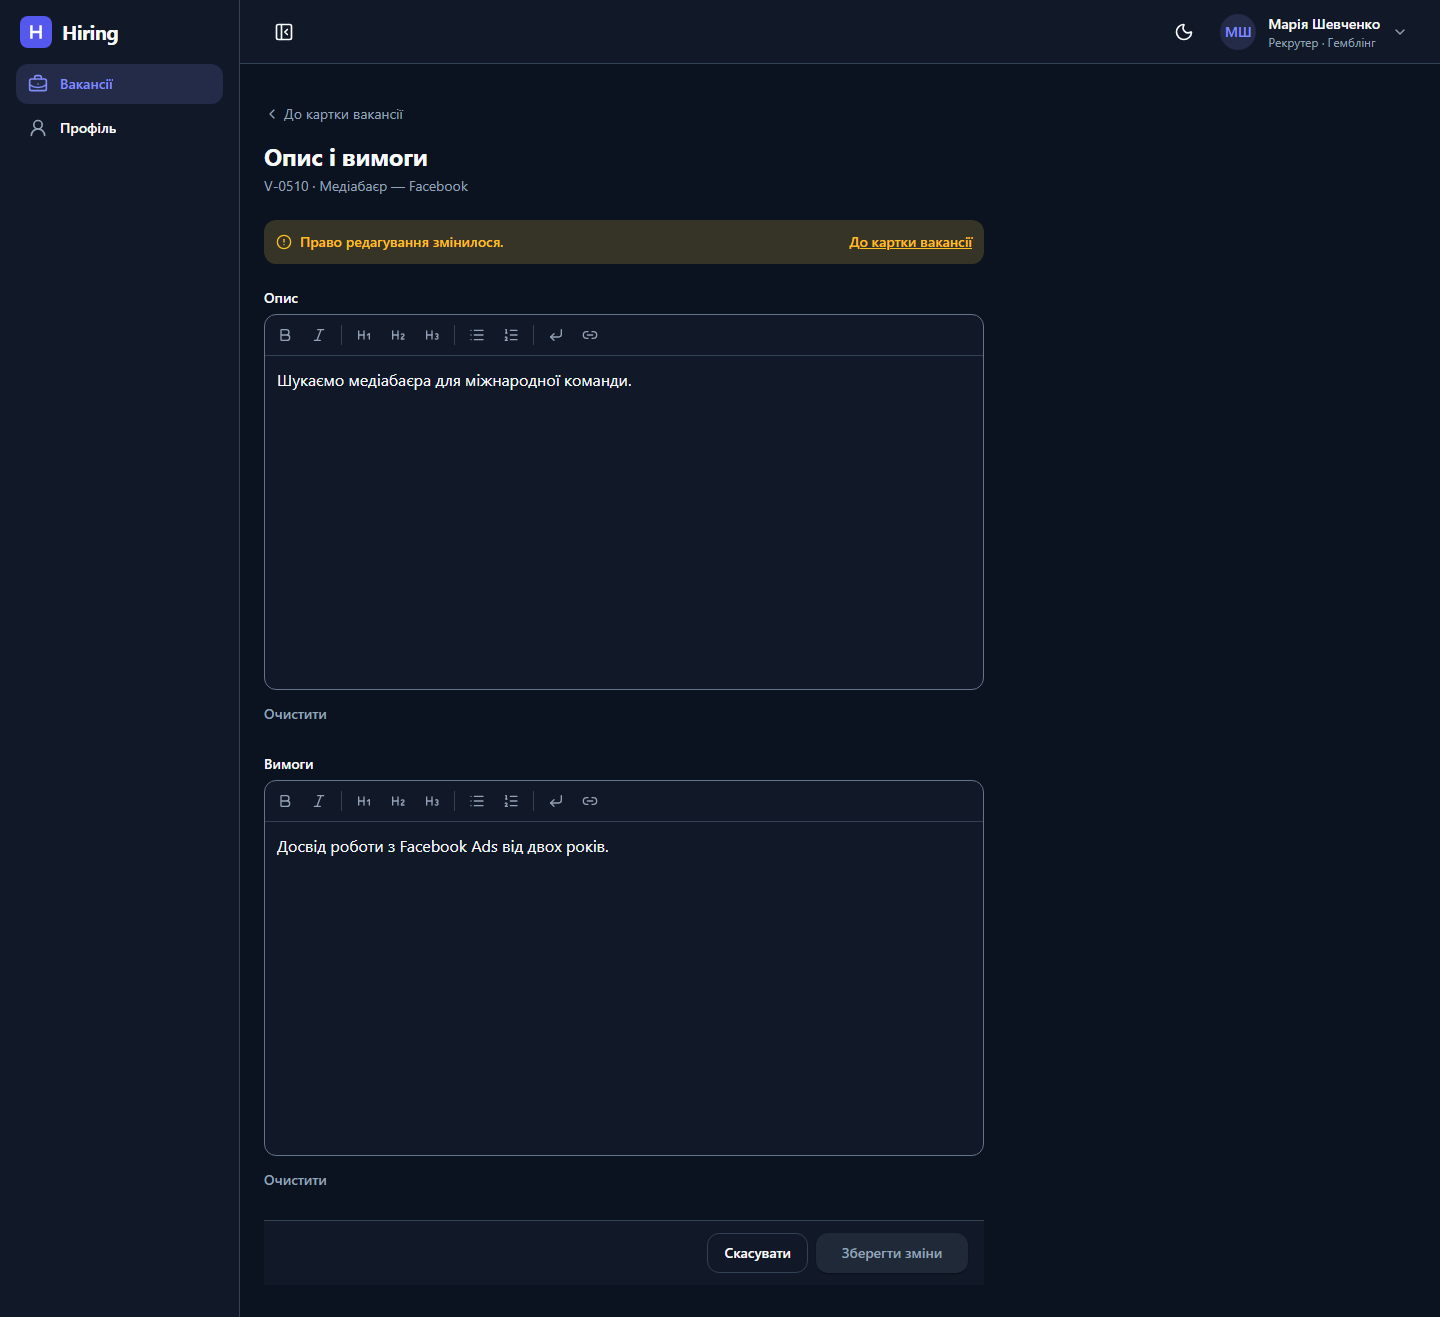 H Hiring
Вакансії
Профіль
МШ
Марія Шевченко
Рекрутер · Гемблінг
До картки вакансії
Опис і вимоги
V-0510 · Медіабаєр — Facebook
Право редагування змінилося.
До картки вакансії
Опис
B I H1 H2 H3
Шукаємо медіабаєра для міжнародної команди.
Очистити
Вимоги
B I H1 H2 H3
Досвід роботи з Facebook Ads від двох років.
Очистити
Скасувати
Зберегти зміни